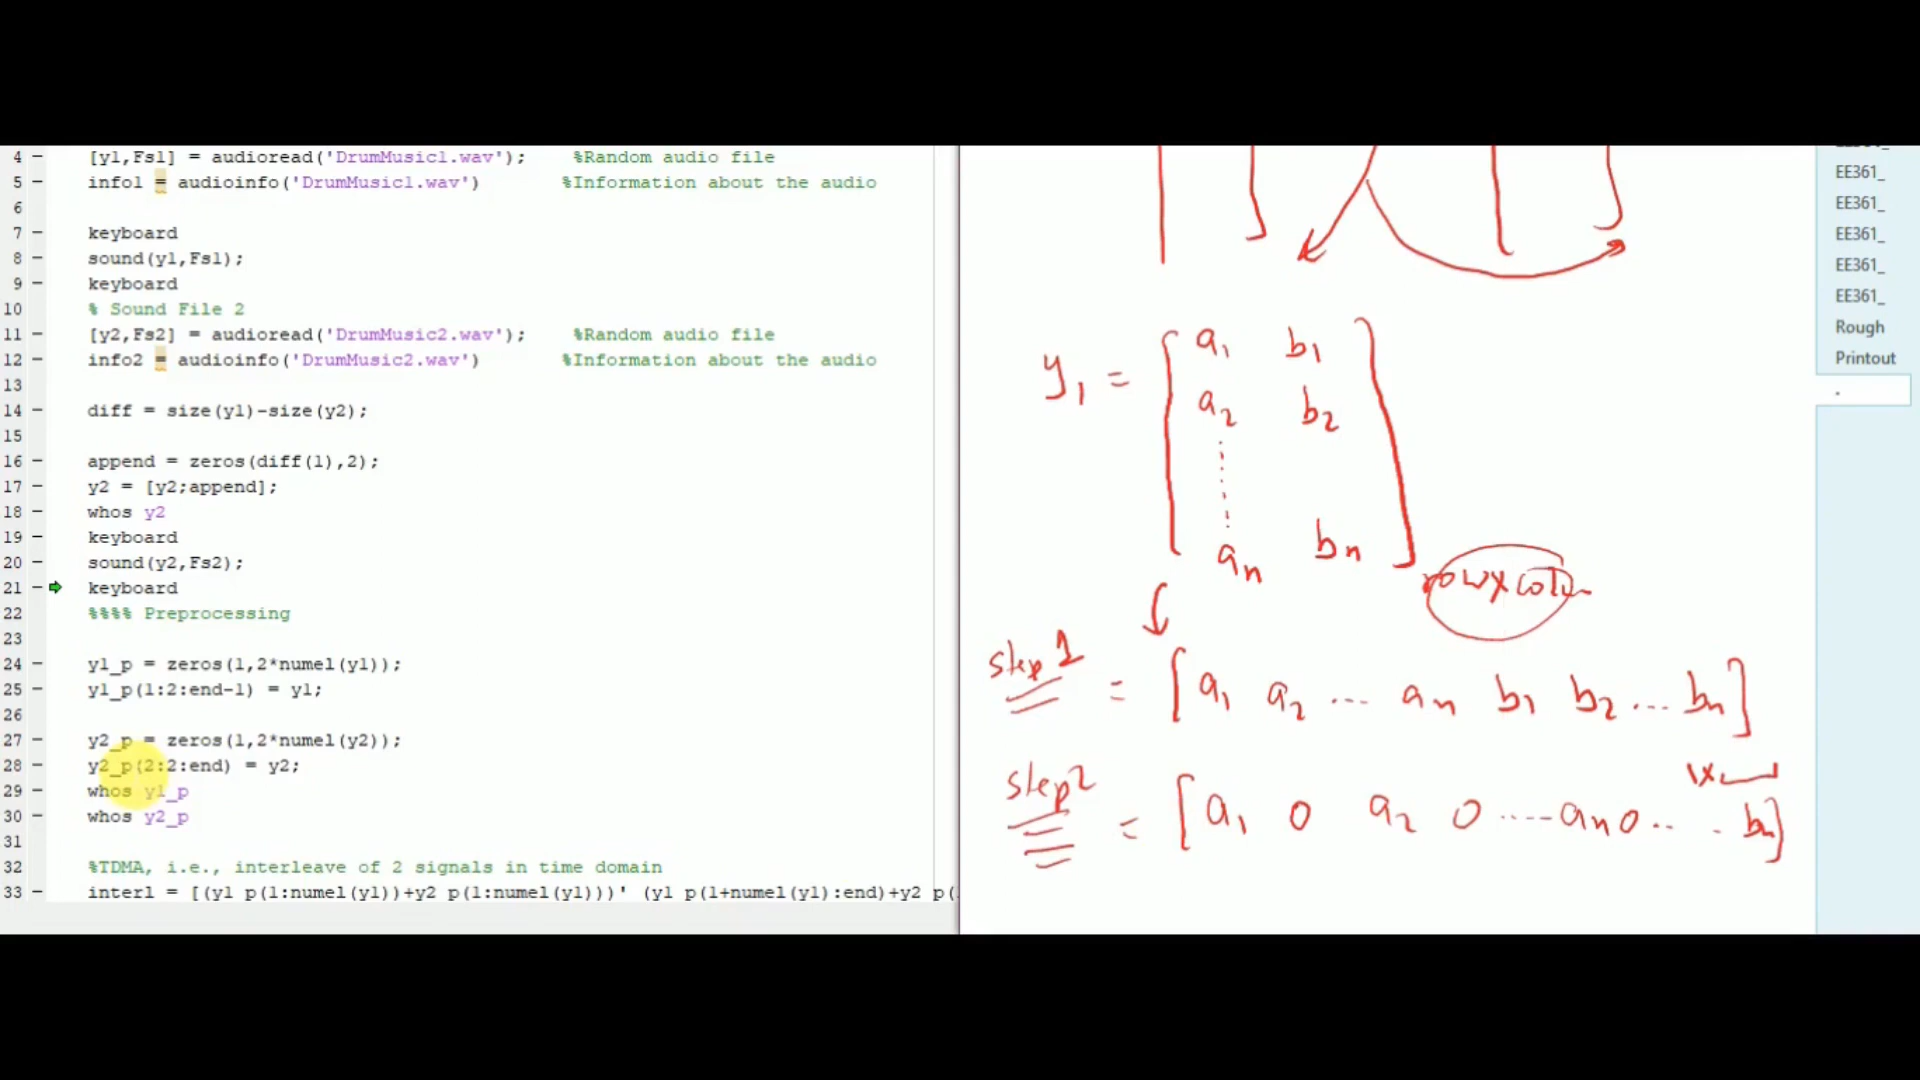 4 – [y1,Fs1] = audioread('DrumMusic1.wav'); %Random audio file
5 – info1 = audioinfo('DrumMusic1.wav') %Information about the audio
6
7 – keyboard
8 – sound(y1,Fs1);
9 – keyboard
10 % Sound File 2
11 – [y2,Fs2] = audioread('DrumMusic2.wav'); %Random audio file
12 – info2 = audioinfo('DrumMusic2.wav') %Information about the audio
13
14 – diff = size(y1)-size(y2);
15
16 – append = zeros(diff(1),2);
17 – y2 = [y2;append];
18 – whos y2
19 – keyboard
20 – sound(y2,Fs2);
21 – keyboard
22 %%%% Preprocessing
23
24 – y1_p = zeros(1,2*numel(y1));
25 – y1_p(1:2:end-1) = y1;
26
27 – y2_p = zeros(1,2*numel(y2));
28 – y2_p(2:2:end) = y2;
29 – whos y1_p
30 – whos y2_p
31
32 %TDMA, i.e., interleave of 2 signals in time domain
33 – inter1 = [(y1_p(1:numel(y1))+y2_p(1:numel(y1)))' (y1_p(1+numel(y1):end)+y2_p(
y₁ = [ a₁ b₁
a₂ b₂
⋮
aₙ bₙ ]
step 1 = [ a₁ a₂ ... aₙ b₁ b₂ ... bₙ ]
1x
step 2 = [ a₁ 0 a₂ 0 .... aₙ 0 .. . bₙ ]
EE361_
EE361_
EE361_
EE361_
EE361_
Rough
Printout
.